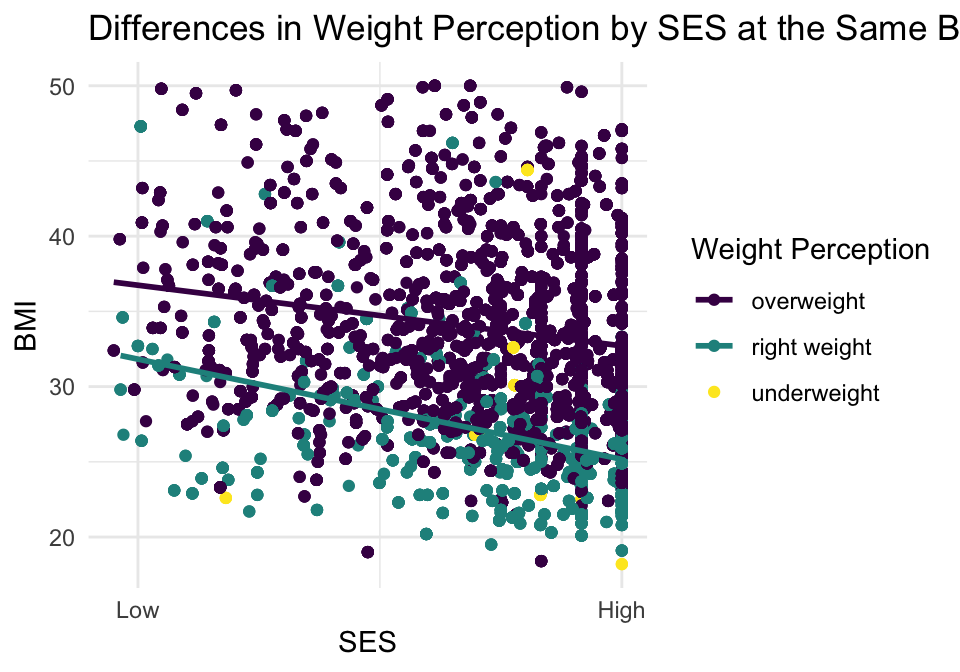 Differences in Weight Perception by SES at the Same B
50
40
30
20
BMI
Low
High
SES
Weight Perception
overweight
right weight
underweight